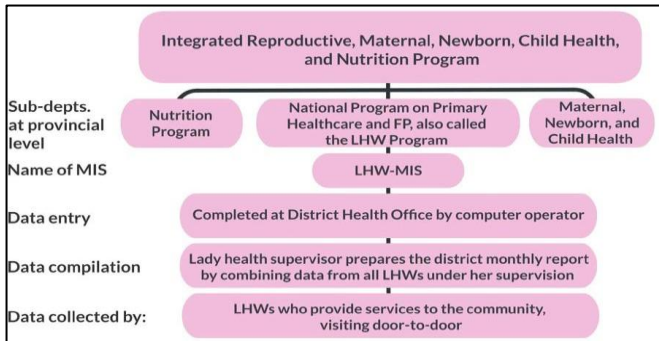 Integrated Reproductive, Maternal, Newborn, Child Health,
and Nutrition Program
Sub-depts.
at provincial
level
Nutrition
Program
National Program on Primary
Healthcare and FP, also called
the LHW Program
Maternal,
Newborn, and
Child Health
Name of MIS
LHW-MIS
Data entry
Completed at District Health Office by computer operator
Data compilation
Lady health supervisor prepares the district monthly report
by combining data from all LHWs under her supervision
Data collected by:
LHWs who provide services to the community,
visiting door-to-door